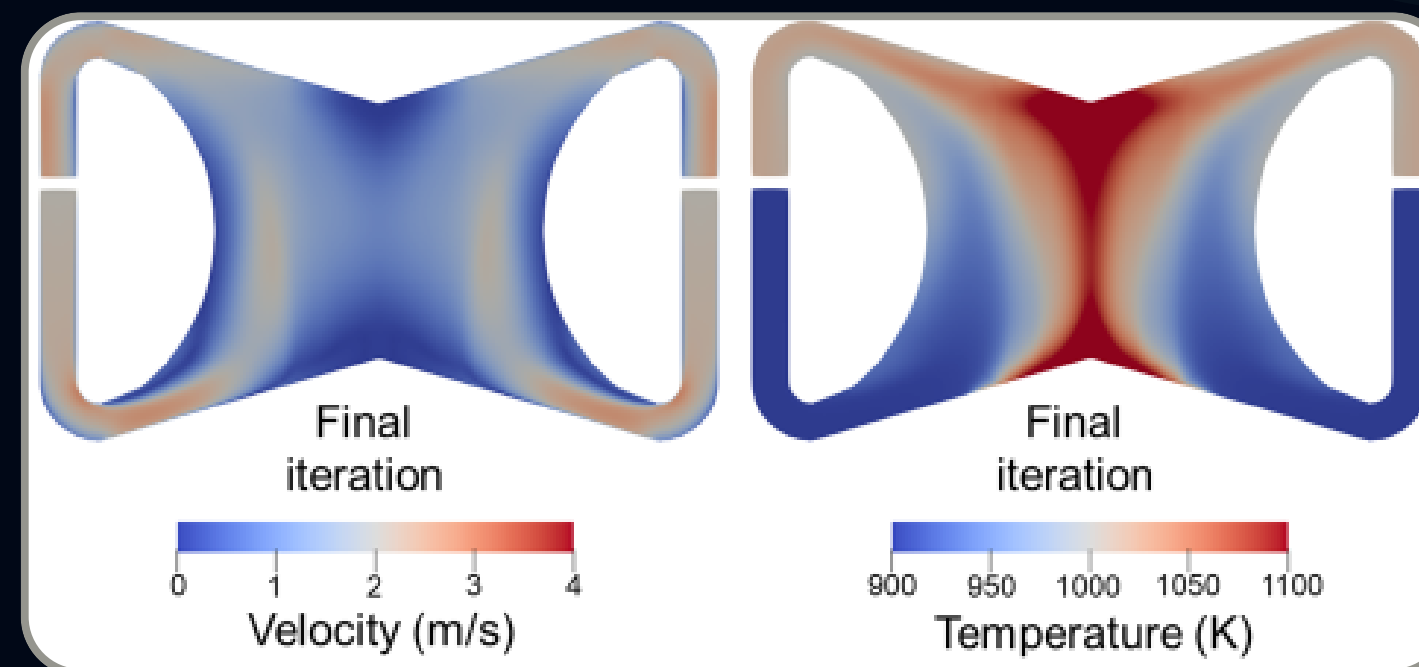 Final
iteration
0 1 2 3 4
Velocity (m/s)
Final
iteration
900 950 1000 1050 1100
Temperature (K)